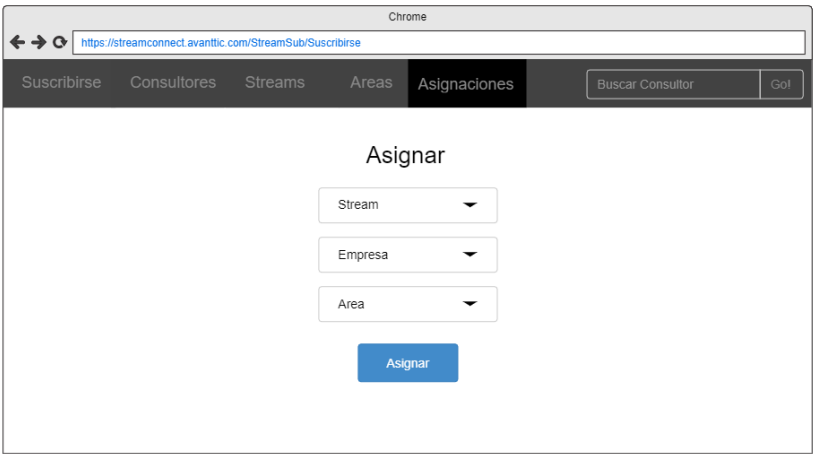 Chrome
https://streamconnect.avanttic.com/StreamSub/Suscribirse
Suscribirse Consultores Streams Areas Asignaciones Buscar Consultor Go!
Asignar
Stream
Empresa
Area
Asignar